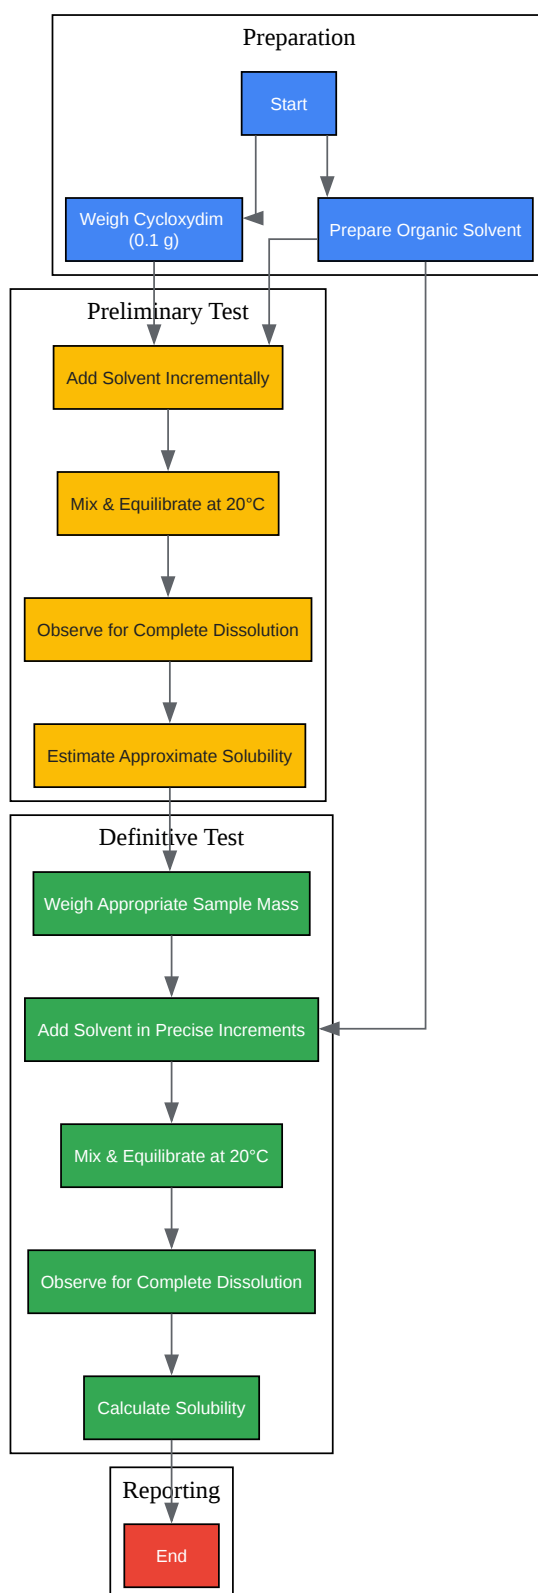 Preparation
Start
Weigh Cycloxydim
(0.1 g)
Prepare Organic Solvent
Preliminary Test
Add Solvent Incrementally
Mix & Equilibrate at 20°C
Observe for Complete Dissolution
Estimate Approximate Solubility
Definitive Test
Weigh Appropriate Sample Mass
Add Solvent in Precise Increments
Mix & Equilibrate at 20°C
Observe for Complete Dissolution
Calculate Solubility
Reporting
End